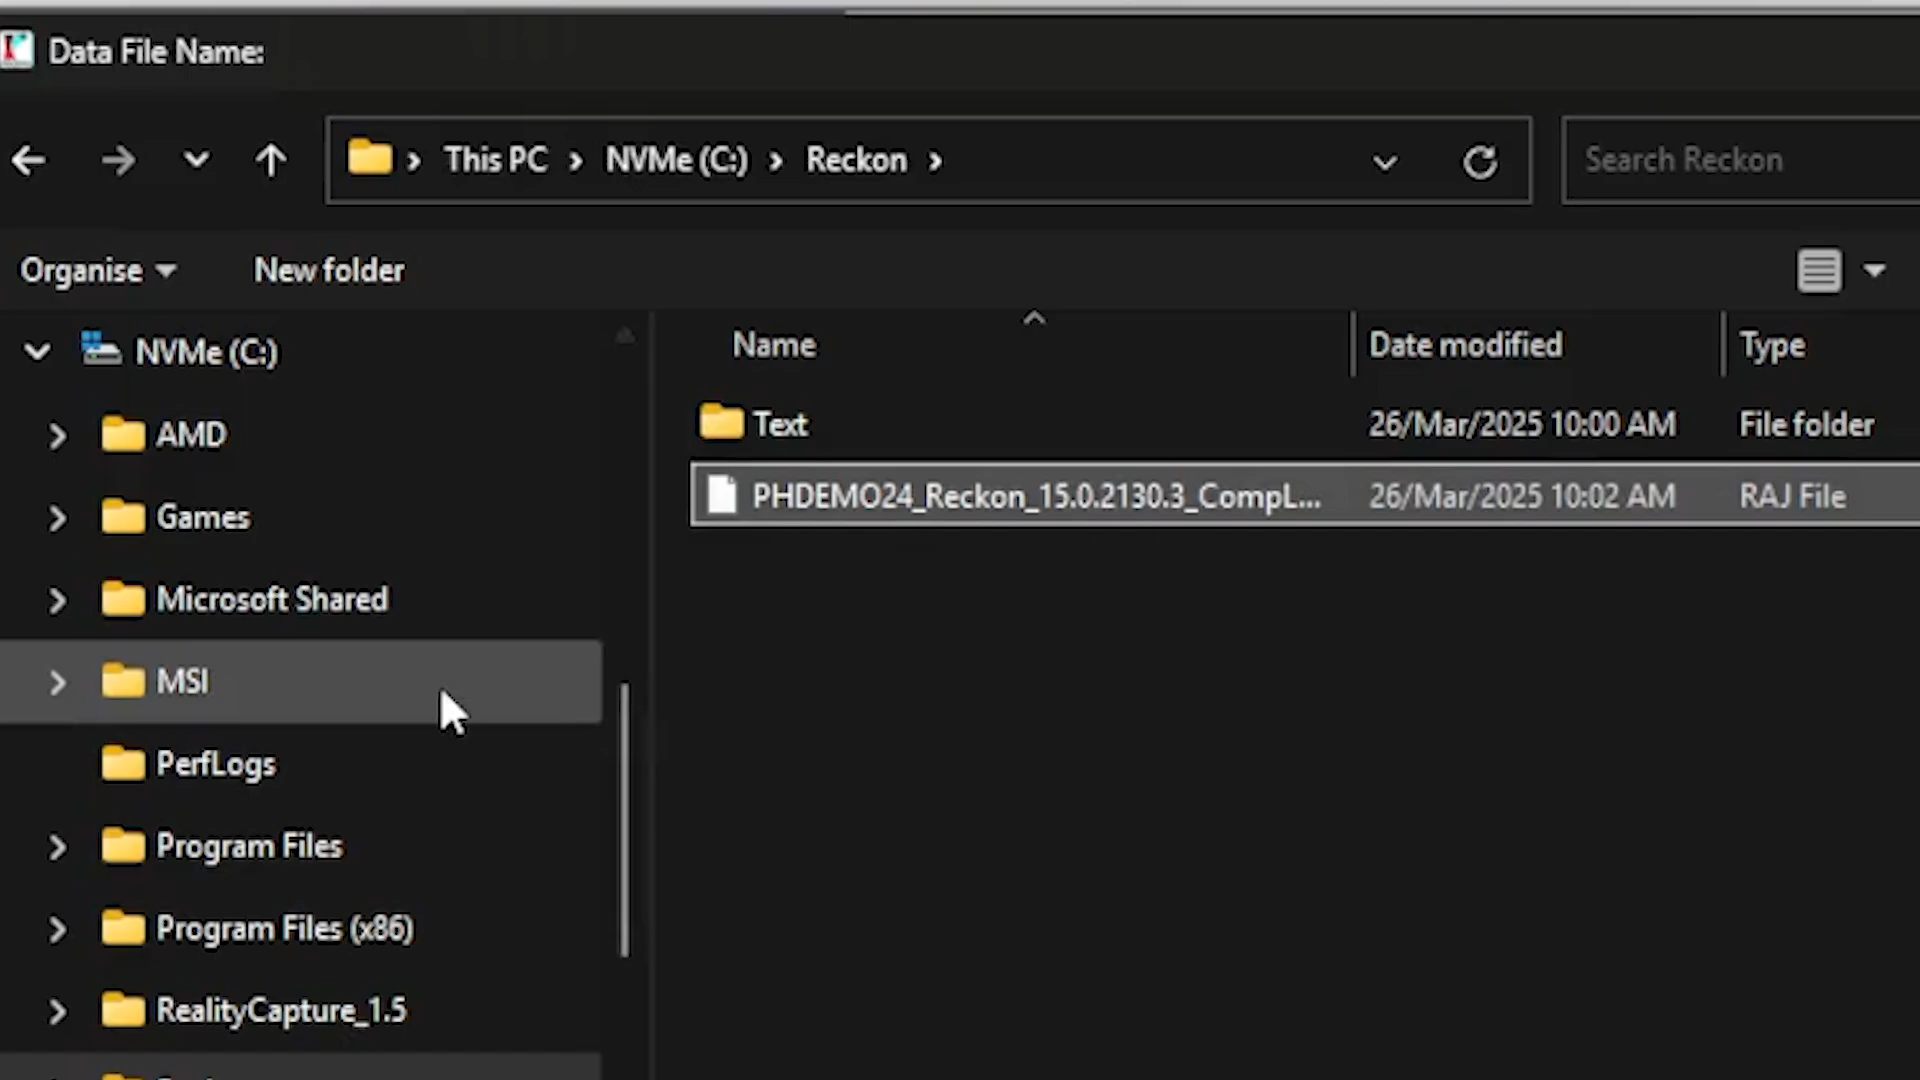 Data File Name:
This PC > NVMe (C:) > Reckon >
Search Reckon
Organise
New folder
NVMe (C:)
AMD
Games
Microsoft Shared
MSI
PerfLogs
Program Files
Program Files (x86)
RealityCapture_1.5
Name Date modified Type
Text 26/Mar/2025 10:00 AM File folder
PHDEMO24_Reckon_15.0.2130.3_CompL... 26/Mar/2025 10:02 AM RAJ File